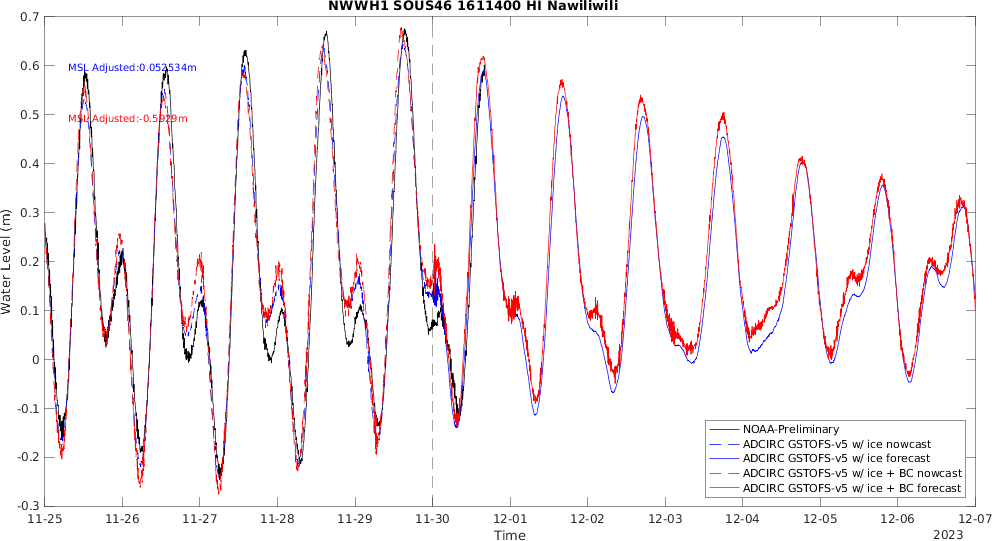 NWWH1 SOUS46 1611400 HI Nawiliwili
0.7
0.6
0.5
0.4
0.3
0.2
0.1
0
-0.1
-0.2
-0.3
Water Level (m)
MSL Adjusted:0.052534m
MSL Adjusted:-0.5929m
NOAA-Preliminary
ADCIRC GSTOFS-v5 w/ ice nowcast
ADCIRC GSTOFS-v5 w/ ice forecast
ADCIRC GSTOFS-v5 w/ ice + BC nowcast
ADCIRC GSTOFS-v5 w/ ice + BC forecast
11-25 11-26 11-27 11-28 11-29 11-30 12-01 12-02 12-03 12-04 12-05 12-06 12-07
Time
2023